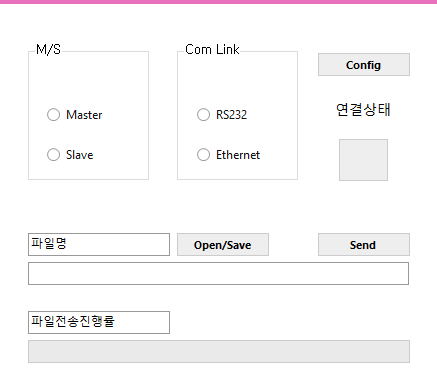 M/S
Com Link
Config
Master
RS232
연결상태
Slave
Ethernet
파일명
Open/Save
Send
파일전송진행률